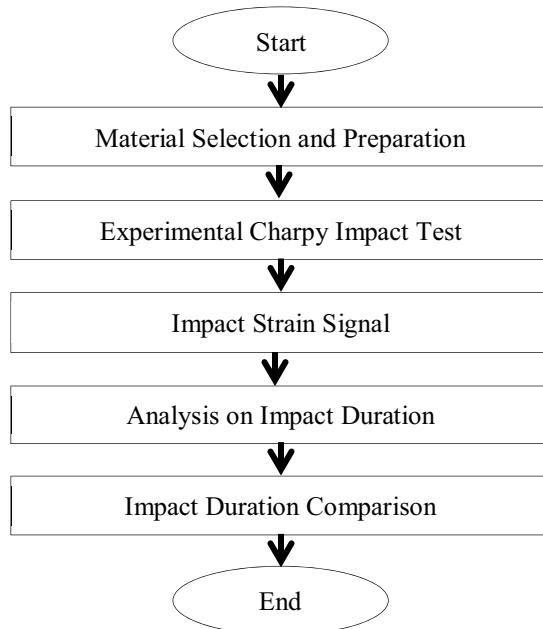 Start
Material Selection and Preparation
Experimental Charpy Impact Test
Impact Strain Signal
Analysis on Impact Duration
Impact Duration Comparison
End